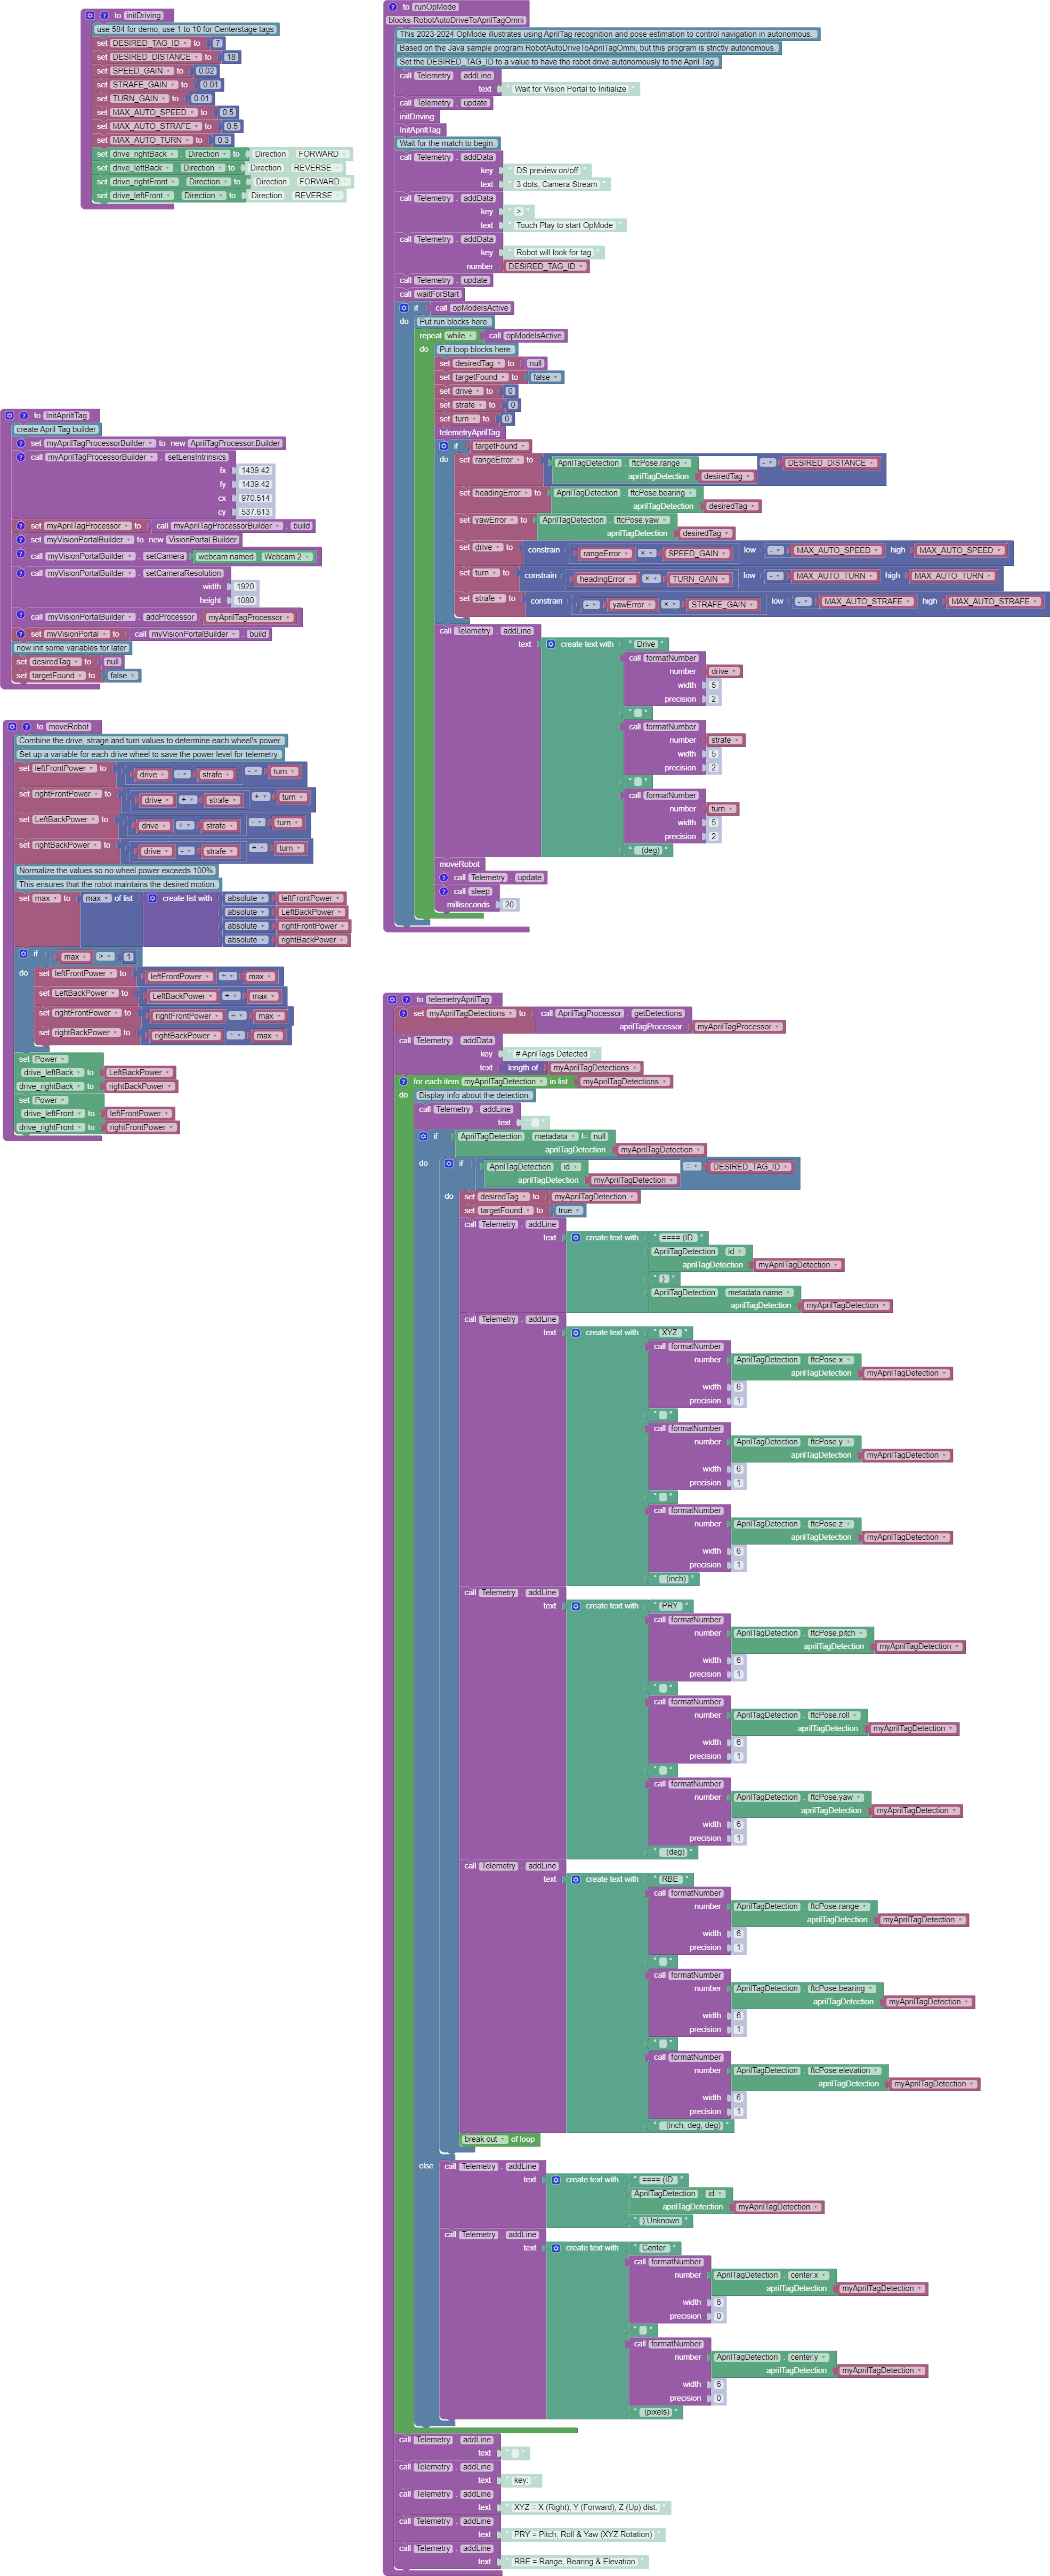 to initDriving
use 584 for demo, use 1 to 10 for Centerstage tags
set DESIRED_TAG_ID to 7
set DESIRED_DISTANCE to 18
set SPEED_GAIN to 0.02
set STRAFE_GAIN to 0.01
set TURN_GAIN to 0.01
set MAX_AUTO_SPEED to 0.5
set MAX_AUTO_STRAFE to 0.5
set MAX_AUTO_TURN to 0.3
set drive_rightBack . Direction to Direction FORWARD
set drive_leftBack . Direction to Direction REVERSE
set drive_rightFront . Direction to Direction FORWARD
set drive_leftFront . Direction to Direction REVERSE
to InitAprilTag
create April Tag builder
set myAprilTagProcessorBuilder to new AprilTagProcessor.Builder
call myAprilTagProcessorBuilder . setLensIntrinsics
fx 1439.42
fy 1439.42
cx 970.514
cy 537.613
set myAprilTagProcessor to call myAprilTagProcessorBuilder . build
set myVisionPortalBuilder to new VisionPortal.Builder
call myVisionPortalBuilder . setCamera webcam named Webcam 2
call myVisionPortalBuilder . setCameraResolution
width 1920
height 1080
call myVisionPortalBuilder . addProcessor myAprilTagProcessor
set myVisionPortal to call myVisionPortalBuilder . build
now init some variables for later
set desiredTag to null
set targetFound to false
to moveRobot
Combine the drive, strage and turn values to determine each wheel's power.
Set up a variable for each drive wheel to save the power level for telemetry.
set leftFrontPower to drive - strafe - turn
set rightFrontPower to drive + strafe + turn
set LeftBackPower to drive + strafe - turn
set rightBackPower to drive - strafe + turn
Normalize the values so no wheel power exceeds 100%
This ensures that the robot maintains the desired motion.
set max to max of list create list with absolute leftFrontPower
absolute LeftBackPower
absolute rightFrontPower
absolute rightBackPower
if max > 1
do set leftFrontPower to leftFrontPower ÷ max
set LeftBackPower to LeftBackPower ÷ max
set rightFrontPower to rightFrontPower ÷ max
set rightBackPower to rightBackPower ÷ max
set Power
drive_leftBack to LeftBackPower
drive_rightBack to rightBackPower
set Power
drive_leftFront to leftFrontPower
drive_rightFront to rightFrontPower
to runOpMode
blocks-RobotAutoDriveToAprilTagOmni
This 2023-2024 OpMode illustrates using AprilTag recognition and pose estimation to control navigation in autonomous.
Based on the Java sample program RobotAutoDriveToAprilTagOmni, but this program is strictly autonomous.
Set the DESIRED_TAG_ID to a value to have the robot drive autonomously to the April Tag.
call Telemetry . addLine
text " Wait for Vision Portal to Initialize "
call Telemetry . update
initDriving
InitAprilTag
Wait for the match to begin.
call Telemetry . addData
key " DS preview on/off "
text " 3 dots, Camera Stream "
call Telemetry . addData
key " > "
text " Touch Play to start OpMode "
call Telemetry . addData
key " Robot will look for tag "
number DESIRED_TAG_ID
call Telemetry . update
call waitForStart
if call opModeIsActive
do Put run blocks here.
repeat while call opModeIsActive
do Put loop blocks here.
set desiredTag to null
set targetFound to false
set drive to 0
set strafe to 0
set turn to 0
telemetryAprilTag
if targetFound
do set rangeError to AprilTagDetection . ftcPose.range - DESIRED_DISTANCE
aprilTagDetection desiredTag
set headingError to AprilTagDetection . ftcPose.bearing
aprilTagDetection desiredTag
set yawError to AprilTagDetection . ftcPose.yaw
aprilTagDetection desiredTag
set drive to constrain rangeError × SPEED_GAIN low - MAX_AUTO_SPEED high MAX_AUTO_SPEED
set turn to constrain headingError × TURN_GAIN low - MAX_AUTO_TURN high MAX_AUTO_TURN
set strafe to constrain - yawError × STRAFE_GAIN low - MAX_AUTO_STRAFE high MAX_AUTO_STRAFE
call Telemetry . addLine
text create text with " Drive "
call formatNumber
number drive
width 5
precision 2
" "
call formatNumber
number strafe
width 5
precision 2
" "
call formatNumber
number turn
width 5
precision 2
" (deg) "
moveRobot
call Telemetry . update
call sleep
milliseconds 20
to telemetryAprilTag
set myAprilTagDetections to call AprilTagProcessor . getDetections
aprilTagProcessor myAprilTagProcessor
call Telemetry . addData
key " # AprilTags Detected "
text length of myAprilTagDetections
for each item myAprilTagDetection in list myAprilTagDetections
do Display info about the detection.
call Telemetry . addLine
text " "
if AprilTagDetection . metadata != null
aprilTagDetection myAprilTagDetection
do if AprilTagDetection . id = DESIRED_TAG_ID
aprilTagDetection myAprilTagDetection
do set desiredTag to myAprilTagDetection
set targetFound to true
call Telemetry . addLine
text create text with " ==== (ID "
AprilTagDetection . id
aprilTagDetection myAprilTagDetection
" ) "
AprilTagDetection . metadata.name
aprilTagDetection myAprilTagDetection
call Telemetry . addLine
text create text with " XYZ "
call formatNumber
number AprilTagDetection . ftcPose.x
aprilTagDetection myAprilTagDetection
width 6
precision 1
" "
call formatNumber
number AprilTagDetection . ftcPose.y
aprilTagDetection myAprilTagDetection
width 6
precision 1
" "
call formatNumber
number AprilTagDetection . ftcPose.z
aprilTagDetection myAprilTagDetection
width 6
precision 1
" (inch) "
call Telemetry . addLine
text create text with " PRY "
call formatNumber
number AprilTagDetection . ftcPose.pitch
aprilTagDetection myAprilTagDetection
width 6
precision 1
" "
call formatNumber
number AprilTagDetection . ftcPose.roll
aprilTagDetection myAprilTagDetection
width 6
precision 1
" "
call formatNumber
number AprilTagDetection . ftcPose.yaw
aprilTagDetection myAprilTagDetection
width 6
precision 1
" (deg) "
call Telemetry . addLine
text create text with " RBE "
call formatNumber
number AprilTagDetection . ftcPose.range
aprilTagDetection myAprilTagDetection
width 6
precision 1
" "
call formatNumber
number AprilTagDetection . ftcPose.bearing
aprilTagDetection myAprilTagDetection
width 6
precision 1
" "
call formatNumber
number AprilTagDetection . ftcPose.elevation
aprilTagDetection myAprilTagDetection
width 6
precision 1
" (inch, deg, deg) "
break out of loop
else call Telemetry . addLine
text create text with " ==== (ID "
AprilTagDetection . id
aprilTagDetection myAprilTagDetection
" ) Unknown "
call Telemetry . addLine
text create text with " Center "
call formatNumber
number AprilTagDetection . center.x
aprilTagDetection myAprilTagDetection
width 6
precision 0
" "
call formatNumber
number AprilTagDetection . center.y
aprilTagDetection myAprilTagDetection
width 6
precision 0
" (pixels) "
call Telemetry . addLine
text " "
call Telemetry . addLine
text " key: "
call Telemetry . addLine
text " XYZ = X (Right), Y (Forward), Z (Up) dist. "
call Telemetry . addLine
text " PRY = Pitch, Roll & Yaw (XYZ Rotation) "
call Telemetry . addLine
text " RBE = Range, Bearing & Elevation "